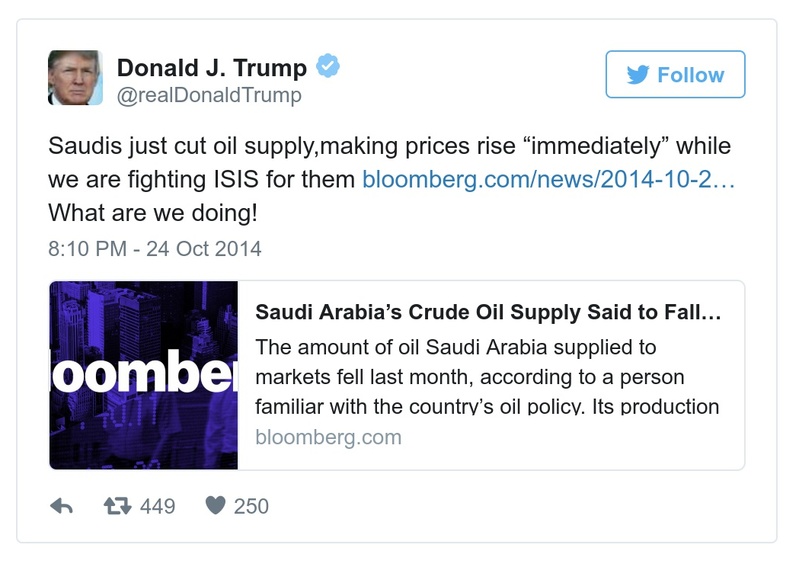 Donald J. Trump
@realDonaldTrump
Follow
Saudis just cut oil supply,making prices rise “immediately” while
we are fighting ISIS for them bloomberg.com/news/2014-10-2…
What are we doing!
8:10 PM - 24 Oct 2014
oomber
Saudi Arabia’s Crude Oil Supply Said to Fall…
The amount of oil Saudi Arabia supplied to
markets fell last month, according to a person
familiar with the country’s oil policy. Its production
bloomberg.com
449 250